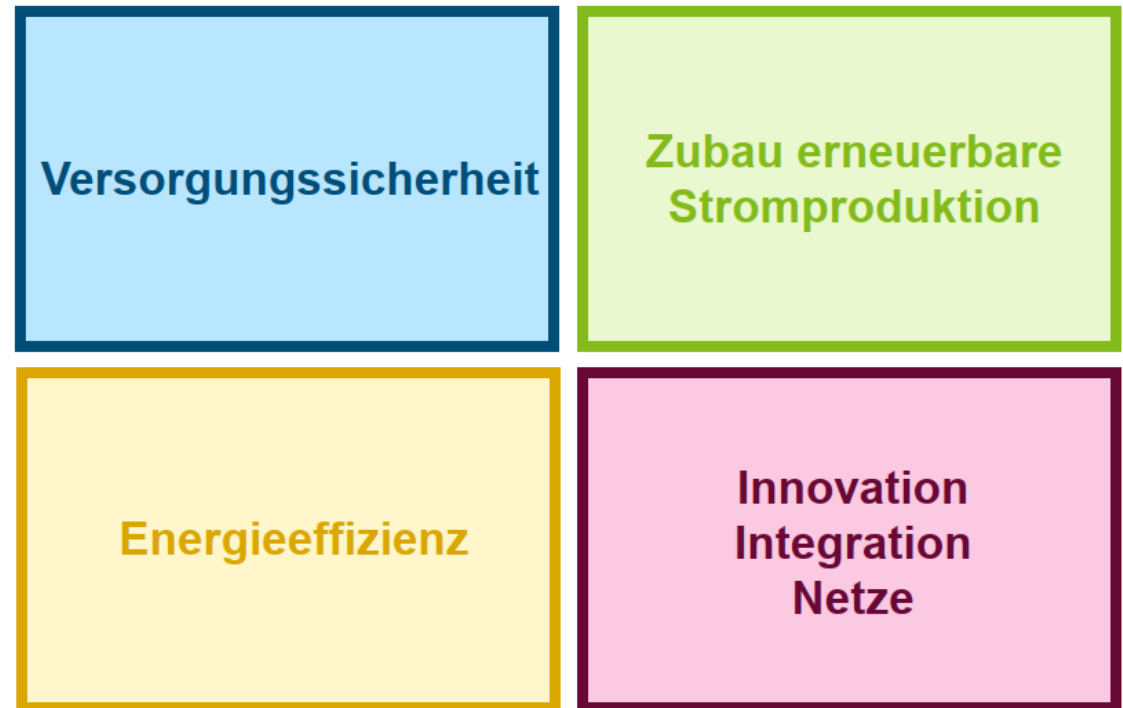 Versorgungssicherheit
Zubau erneuerbare
Stromproduktion
Energieeffizienz
Innovation
Integration
Netze